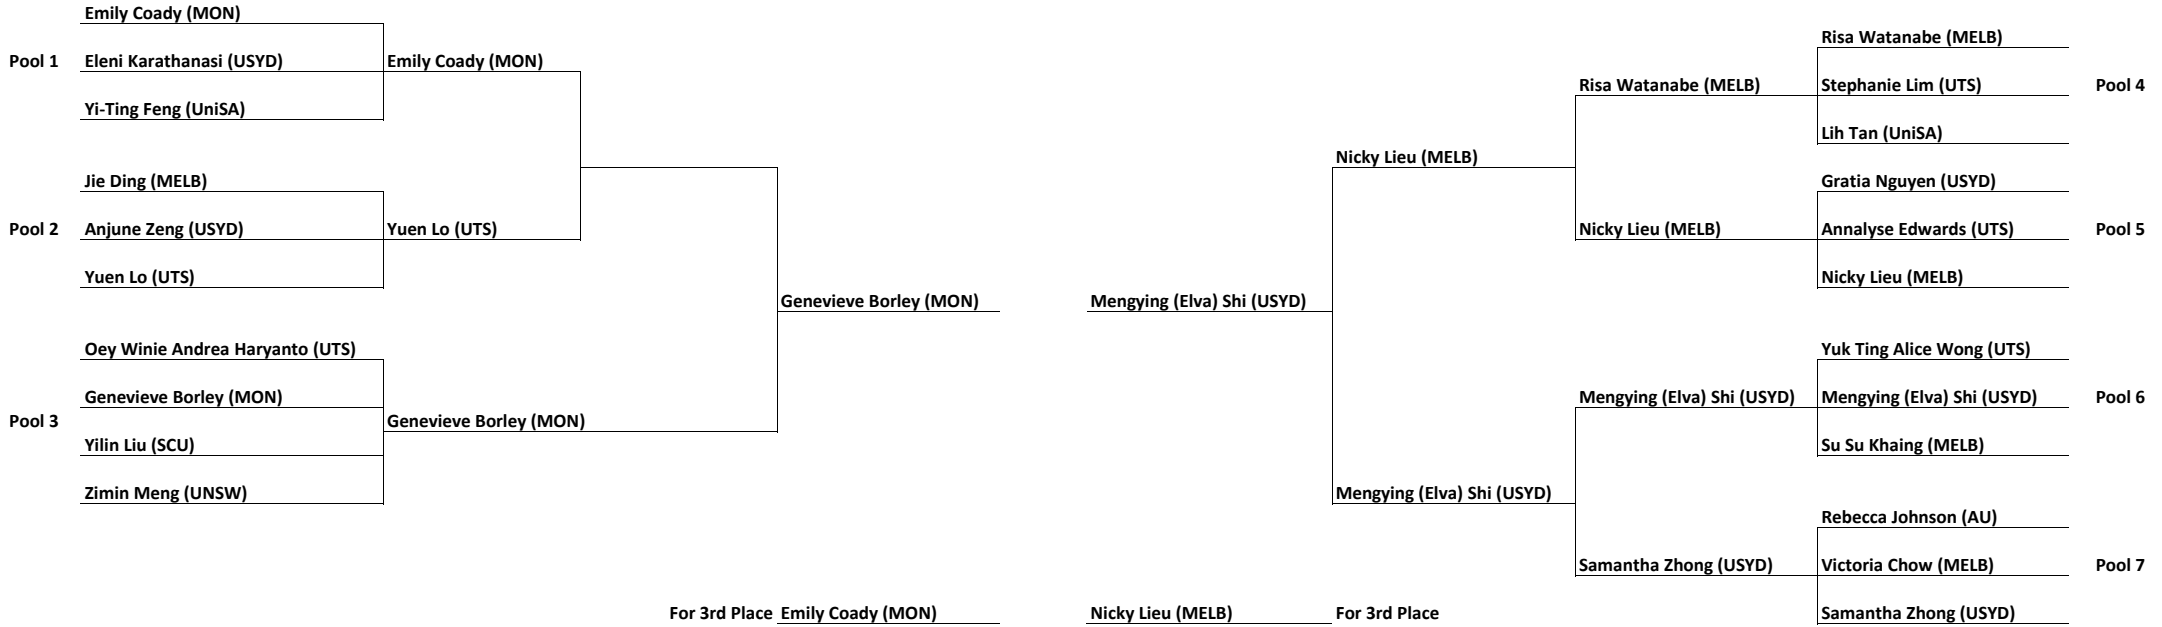 Emily Coady (MON)
Pool 1
Eleni Karathanasi (USYD)
Emily Coady (MON)
Yi-Ting Feng (UniSA)
Jie Ding (MELB)
Pool 2
Anjune Zeng (USYD)
Yuen Lo (UTS)
Yuen Lo (UTS)
Oey Winie Andrea Haryanto (UTS)
Genevieve Borley (MON)
Pool 3
Genevieve Borley (MON)
Yilin Liu (SCU)
Zimin Meng (UNSW)
Genevieve Borley (MON)
For 3rd Place
Emily Coady (MON)
Mengying (Elva) Shi (USYD)
Nicky Lieu (MELB)
For 3rd Place
Nicky Lieu (MELB)
Mengying (Elva) Shi (USYD)
Risa Watanabe (MELB)
Risa Watanabe (MELB)
Stephanie Lim (UTS)
Pool 4
Lih Tan (UniSA)
Gratia Nguyen (USYD)
Nicky Lieu (MELB)
Annalyse Edwards (UTS)
Pool 5
Nicky Lieu (MELB)
Yuk Ting Alice Wong (UTS)
Mengying (Elva) Shi (USYD)
Mengying (Elva) Shi (USYD)
Pool 6
Su Su Khaing (MELB)
Rebecca Johnson (AU)
Samantha Zhong (USYD)
Victoria Chow (MELB)
Pool 7
Samantha Zhong (USYD)